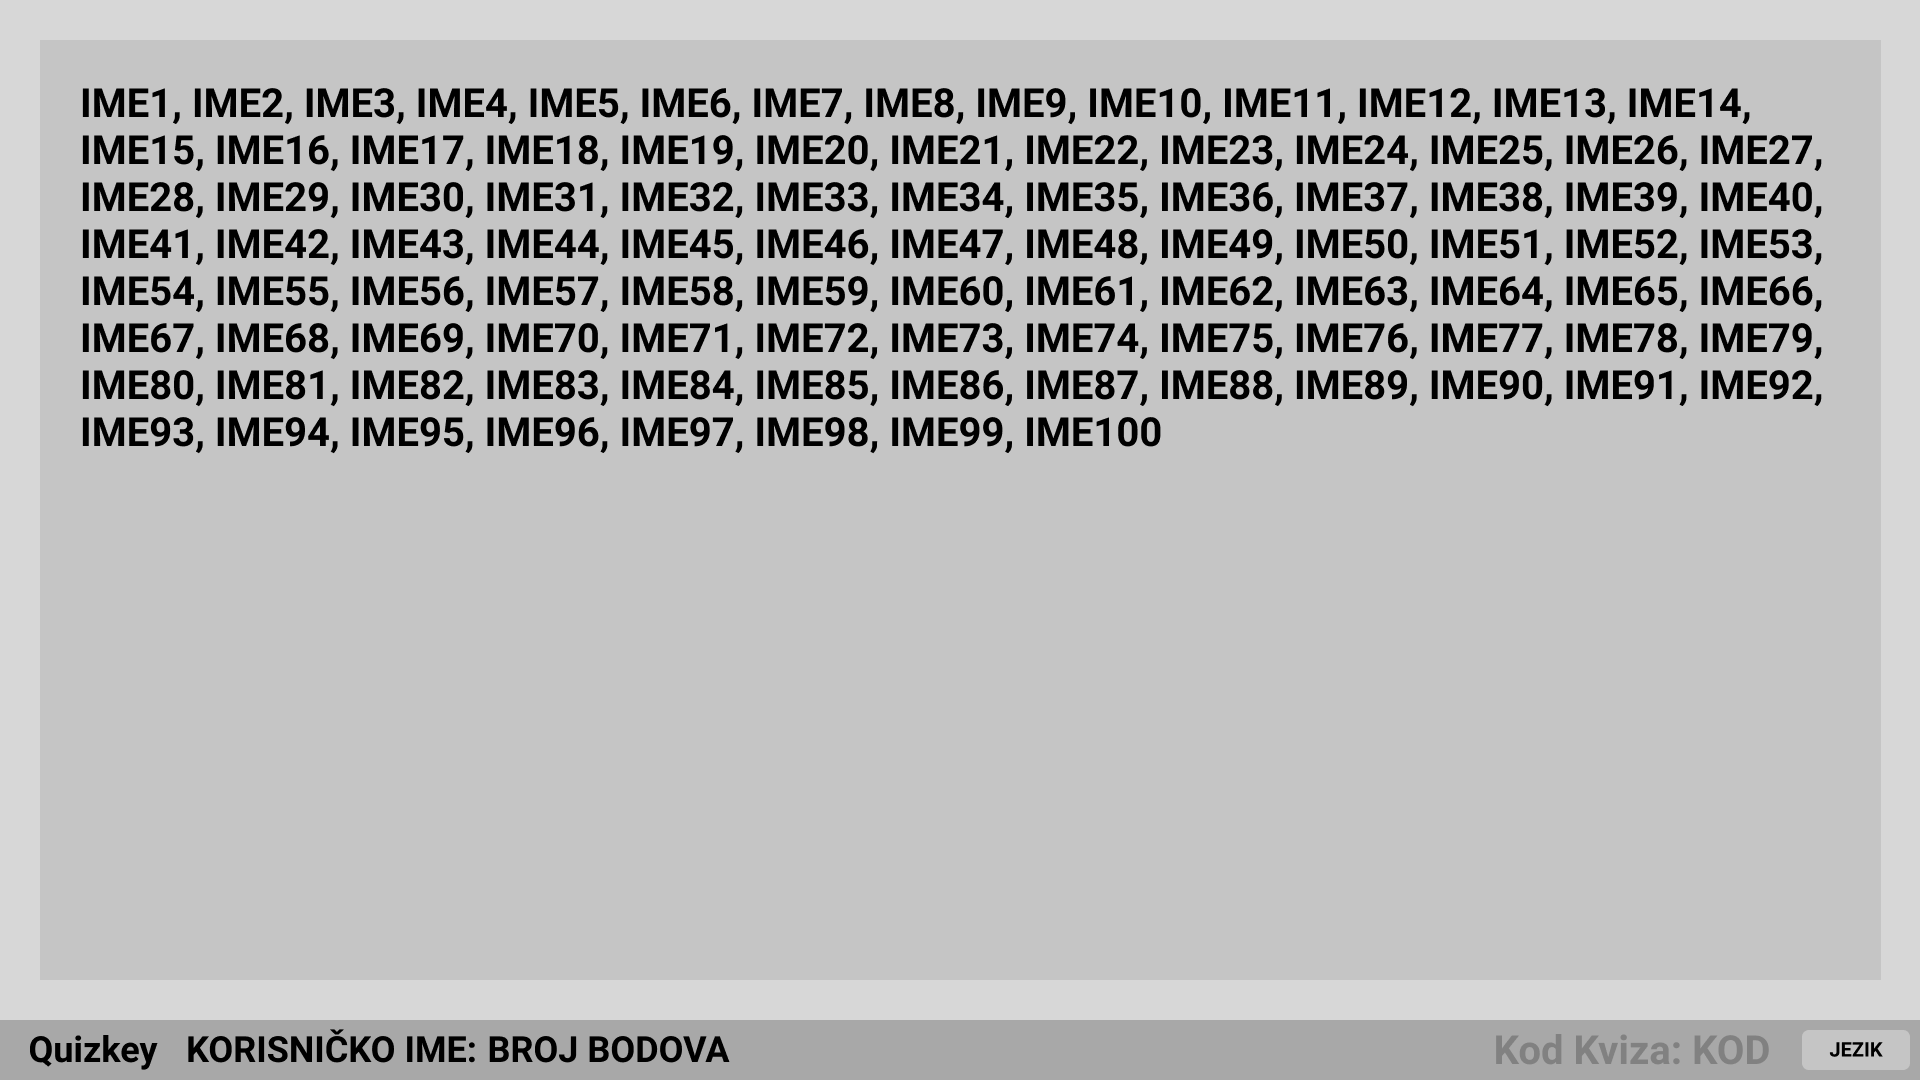 IME1, IME2, IME3, IME4, IME5, IME6, IME7, IME8, IME9, IME10, IME11, IME12, IME13, IME14,
IME15, IME16, IME17, IME18, IME19, IME20, IME21, IME22, IME23, IME24, IME25, IME26, IME27,
IME28, IME29, IME30, IME31, IME32, IME33, IME34, IME35, IME36, IME37, IME38, IME39, IME40,
IME41, IME42, IME43, IME44, IME45, IME46, IME47, IME48, IME49, IME50, IME51, IME52, IME53,
IME54, IME55, IME56, IME57, IME58, IME59, IME60, IME61, IME62, IME63, IME64, IME65, IME66,
IME67, IME68, IME69, IME70, IME71, IME72, IME73, IME74, IME75, IME76, IME77, IME78, IME79,
IME80, IME81, IME82, IME83, IME84, IME85, IME86, IME87, IME88, IME89, IME90, IME91, IME92,
IME93, IME94, IME95, IME96, IME97, IME98, IME99, IME100
Quizkey KORISNIČKO IME: BROJ BODOVA Kod Kviza: KOD JEZIK